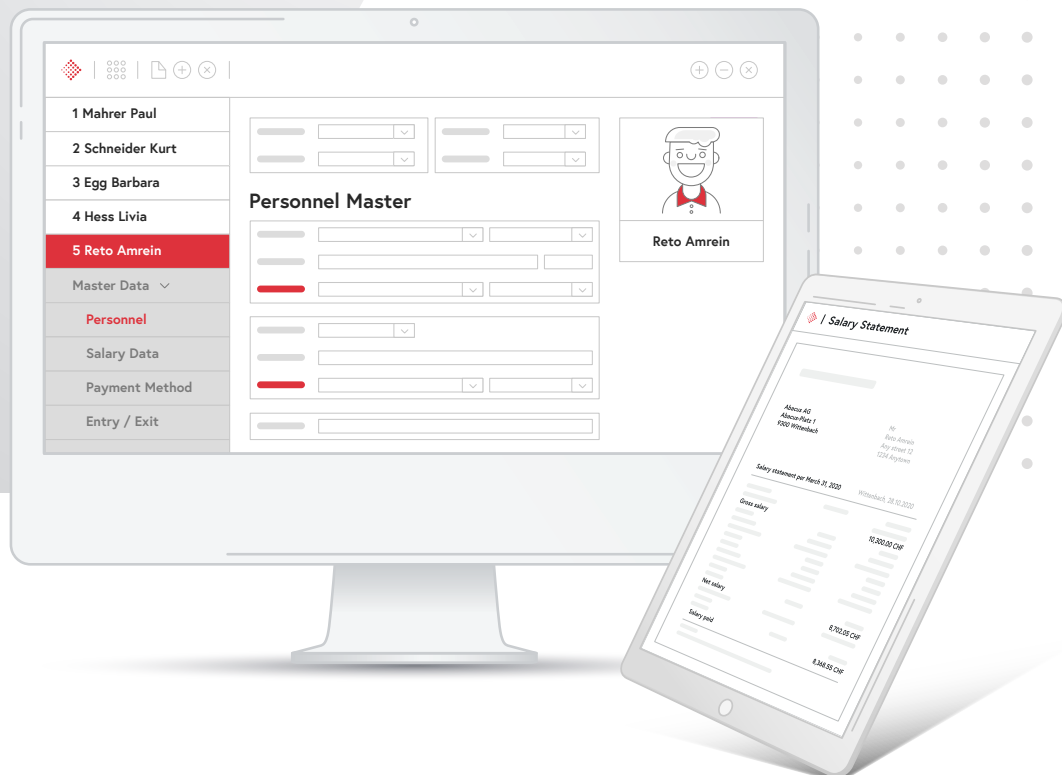 1 Mahrer Paul
2 Schneider Kurt
3 Egg Barbara
4 Hess Livia
5 Reto Amrein
Master Data
Personnel
Salary Data
Payment Method
Entry / Exit
Personnel Master
Reto Amrein
| Salary Statement
Abacus AG
Abacus-Platz 1
9300 Wittenbach
Mr
Reto Amrein
Any street 12
1234 Anytown
Salary statement per March 31, 2020
Wittenbach, 28.10.2020
Gross salary
10,300.00 CHF
Net salary
8,702.05 CHF
Salary paid
8,368.55 CHF